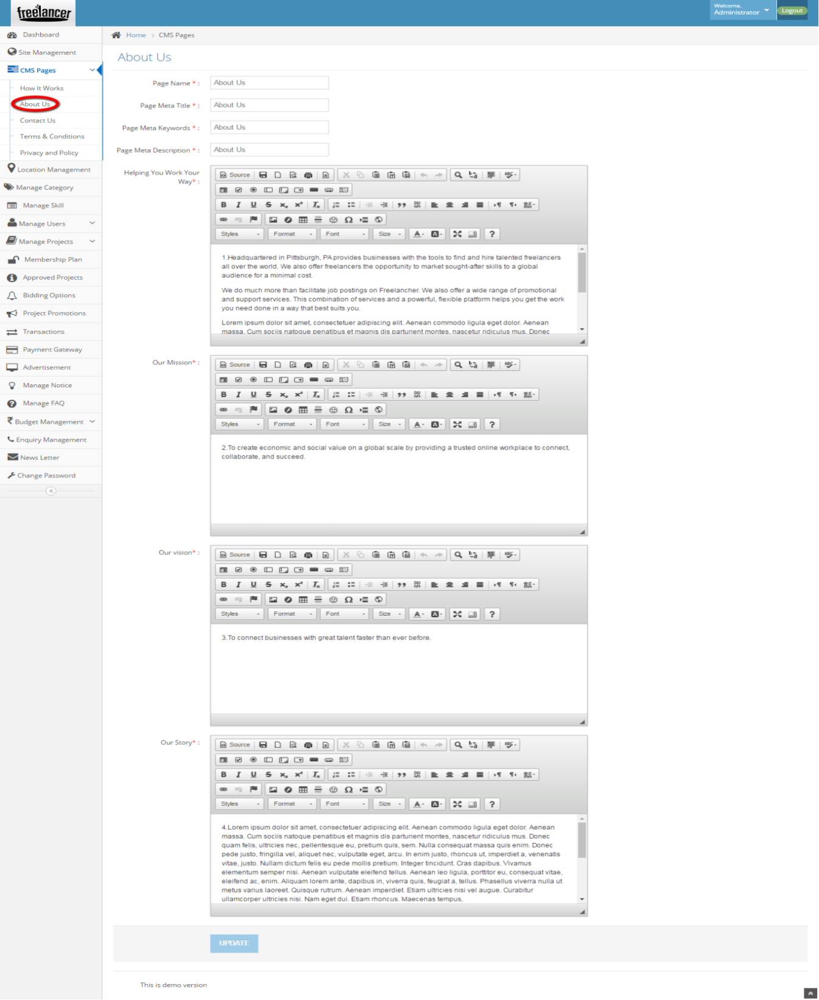 freelancer
Welcome,
Administrator
Logout
Dashboard
Site Management
CMS Pages
How It Works
About Us
Contact Us
Terms & Conditions
Privacy and Policy
Location Management
Manage Category
Manage Skill
Manage Users
Manage Projects
Membership Plan
Approved Projects
Bidding Options
Project Promotions
Transactions
Payment Gateway
Advertisement
Manage Notice
Manage FAQ
Budget Management
Enquiry Management
News Letter
Change Password
Home > CMS Pages
About Us
Page Name * : About Us
Page Meta Title * : About Us
Page Meta Keywords * : About Us
Page Meta Description * : About Us
Helping You Work Your
Way* :
Source
Styles Format Font Size
1.Headquartered in Pittsburgh, PA provides businesses with the tools to find and hire talented freelancers
all over the world. We also offer freelancers the opportunity to market sought-after skills to a global
audience for a minimal cost.
We do much more than facilitate job postings on Freelancher. We also offer a wide range of promotional
and support services. This combination of services and a powerful, flexible platform helps you get the work
you need done in a way that best suits you.
Lorem ipsum dolor sit amet, consectetuer adipiscing elit. Aenean commodo ligula eget dolor. Aenean
massa. Cum sociis natoque penatibus et magnis dis parturient montes, nascetur ridiculus mus. Donec
Our Mission* :
Source
Styles Format Font Size
2.To create economic and social value on a global scale by providing a trusted online workplace to connect,
collaborate, and succeed.
Our vision* :
Source
Styles Format Font Size
3.To connect businesses with great talent faster than ever before.
Our Story* :
Source
Styles Format Font Size
4.Lorem ipsum dolor sit amet, consectetuer adipiscing elit. Aenean commodo ligula eget dolor. Aenean
massa. Cum sociis natoque penatibus et magnis dis parturient montes, nascetur ridiculus mus. Donec
quam felis, ultricies nec, pellentesque eu, pretium quis, sem. Nulla consequat massa quis enim. Donec
pede justo, fringilla vel, aliquet nec, vulputate eget, arcu. In enim justo, rhoncus ut, imperdiet a, venenatis
vitae, justo. Nullam dictum felis eu pede mollis pretium. Integer tincidunt. Cras dapibus. Vivamus
elementum semper nisi. Aenean vulputate eleifend tellus. Aenean leo ligula, porttitor eu, consequat vitae,
eleifend ac, enim. Aliquam lorem ante, dapibus in, viverra quis, feugiat a, tellus. Phasellus viverra nulla ut
metus varius laoreet. Quisque rutrum. Aenean imperdiet. Etiam ultricies nisi vel augue. Curabitur
ullamcorper ultricies nisi. Nam eget dui. Etiam rhoncus. Maecenas tempus,
UPDATE
This is demo version